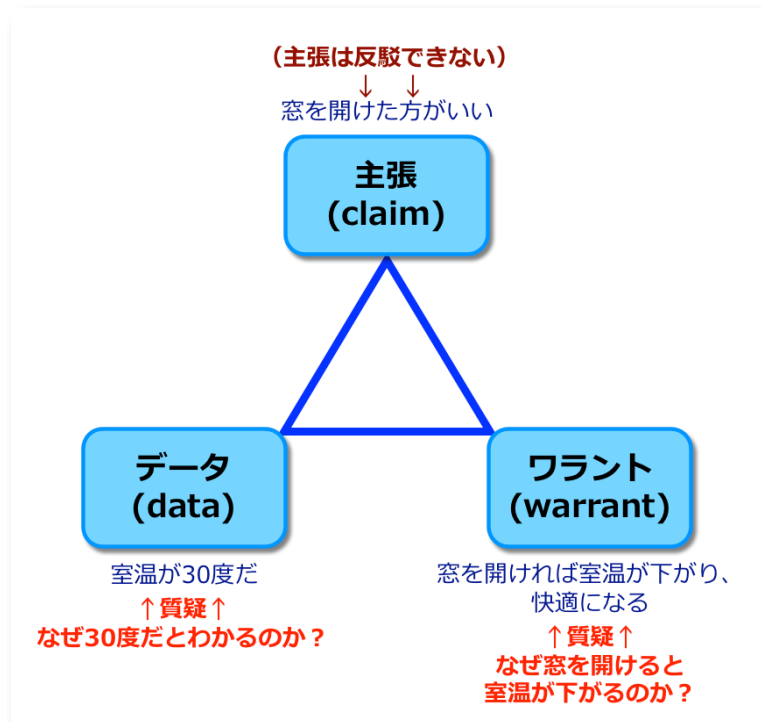 （主張は反駁できない）
↓ ↓
窓を開けた方がいい
主張
(claim)
データ
(data)
室温が30度だ
↑質疑↑
なぜ30度だとわかるのか？
ワラント
(warrant)
窓を開ければ室温が下がり、
快適になる
↑質疑↑
なぜ窓を開けると
室温が下がるのか？